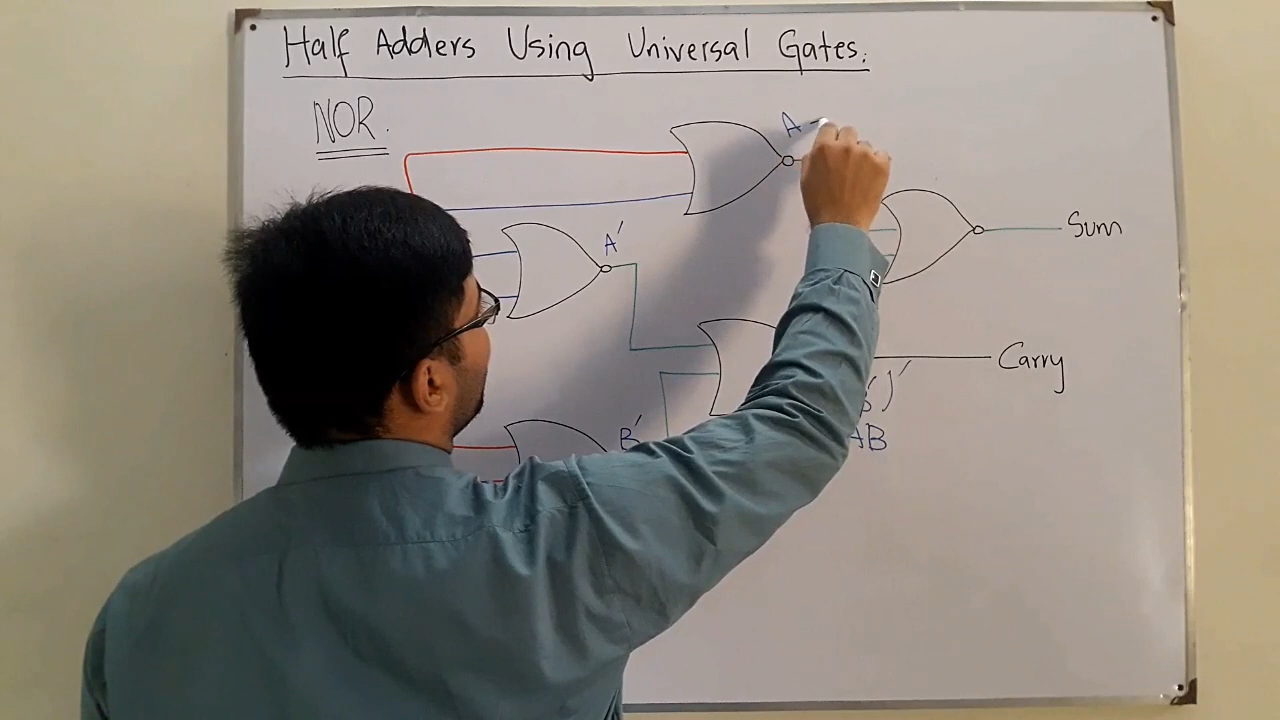 Half Adders Using Universal Gates.
NOR.
A
A'
Sum
Carry
)'
B'
AB